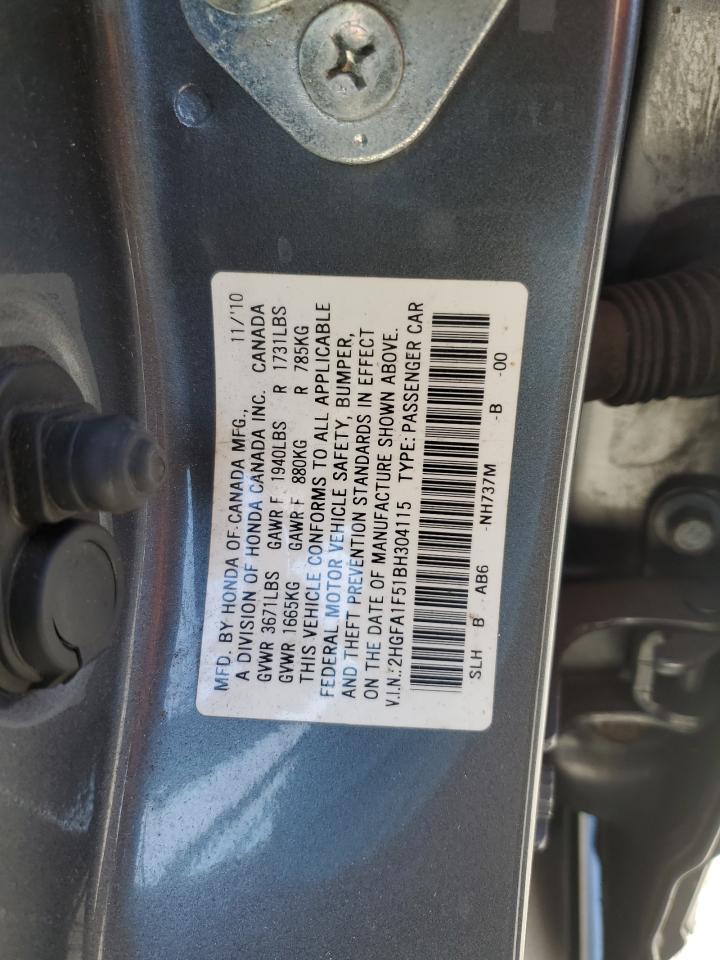 MFD. BY HONDA OF CANADA MFG., 11/'10
A DIVISION OF HONDA CANADA INC. CANADA
GVWR 3671LBS GAWR F 1940LBS R 1731LBS
GVWR 1665KG GAWR F 880KG R 785KG
THIS VEHICLE CONFORMS TO ALL APPLICABLE
FEDERAL MOTOR VEHICLE SAFETY, BUMPER,
AND THEFT PREVENTION STANDARDS IN EFFECT
ON THE DATE OF MANUFACTURE SHOWN ABOVE.
V.I.N.:2HGFA1F51BH304115 TYPE: PASSENGER CAR
SLH B AB6 -NH737M -B -00